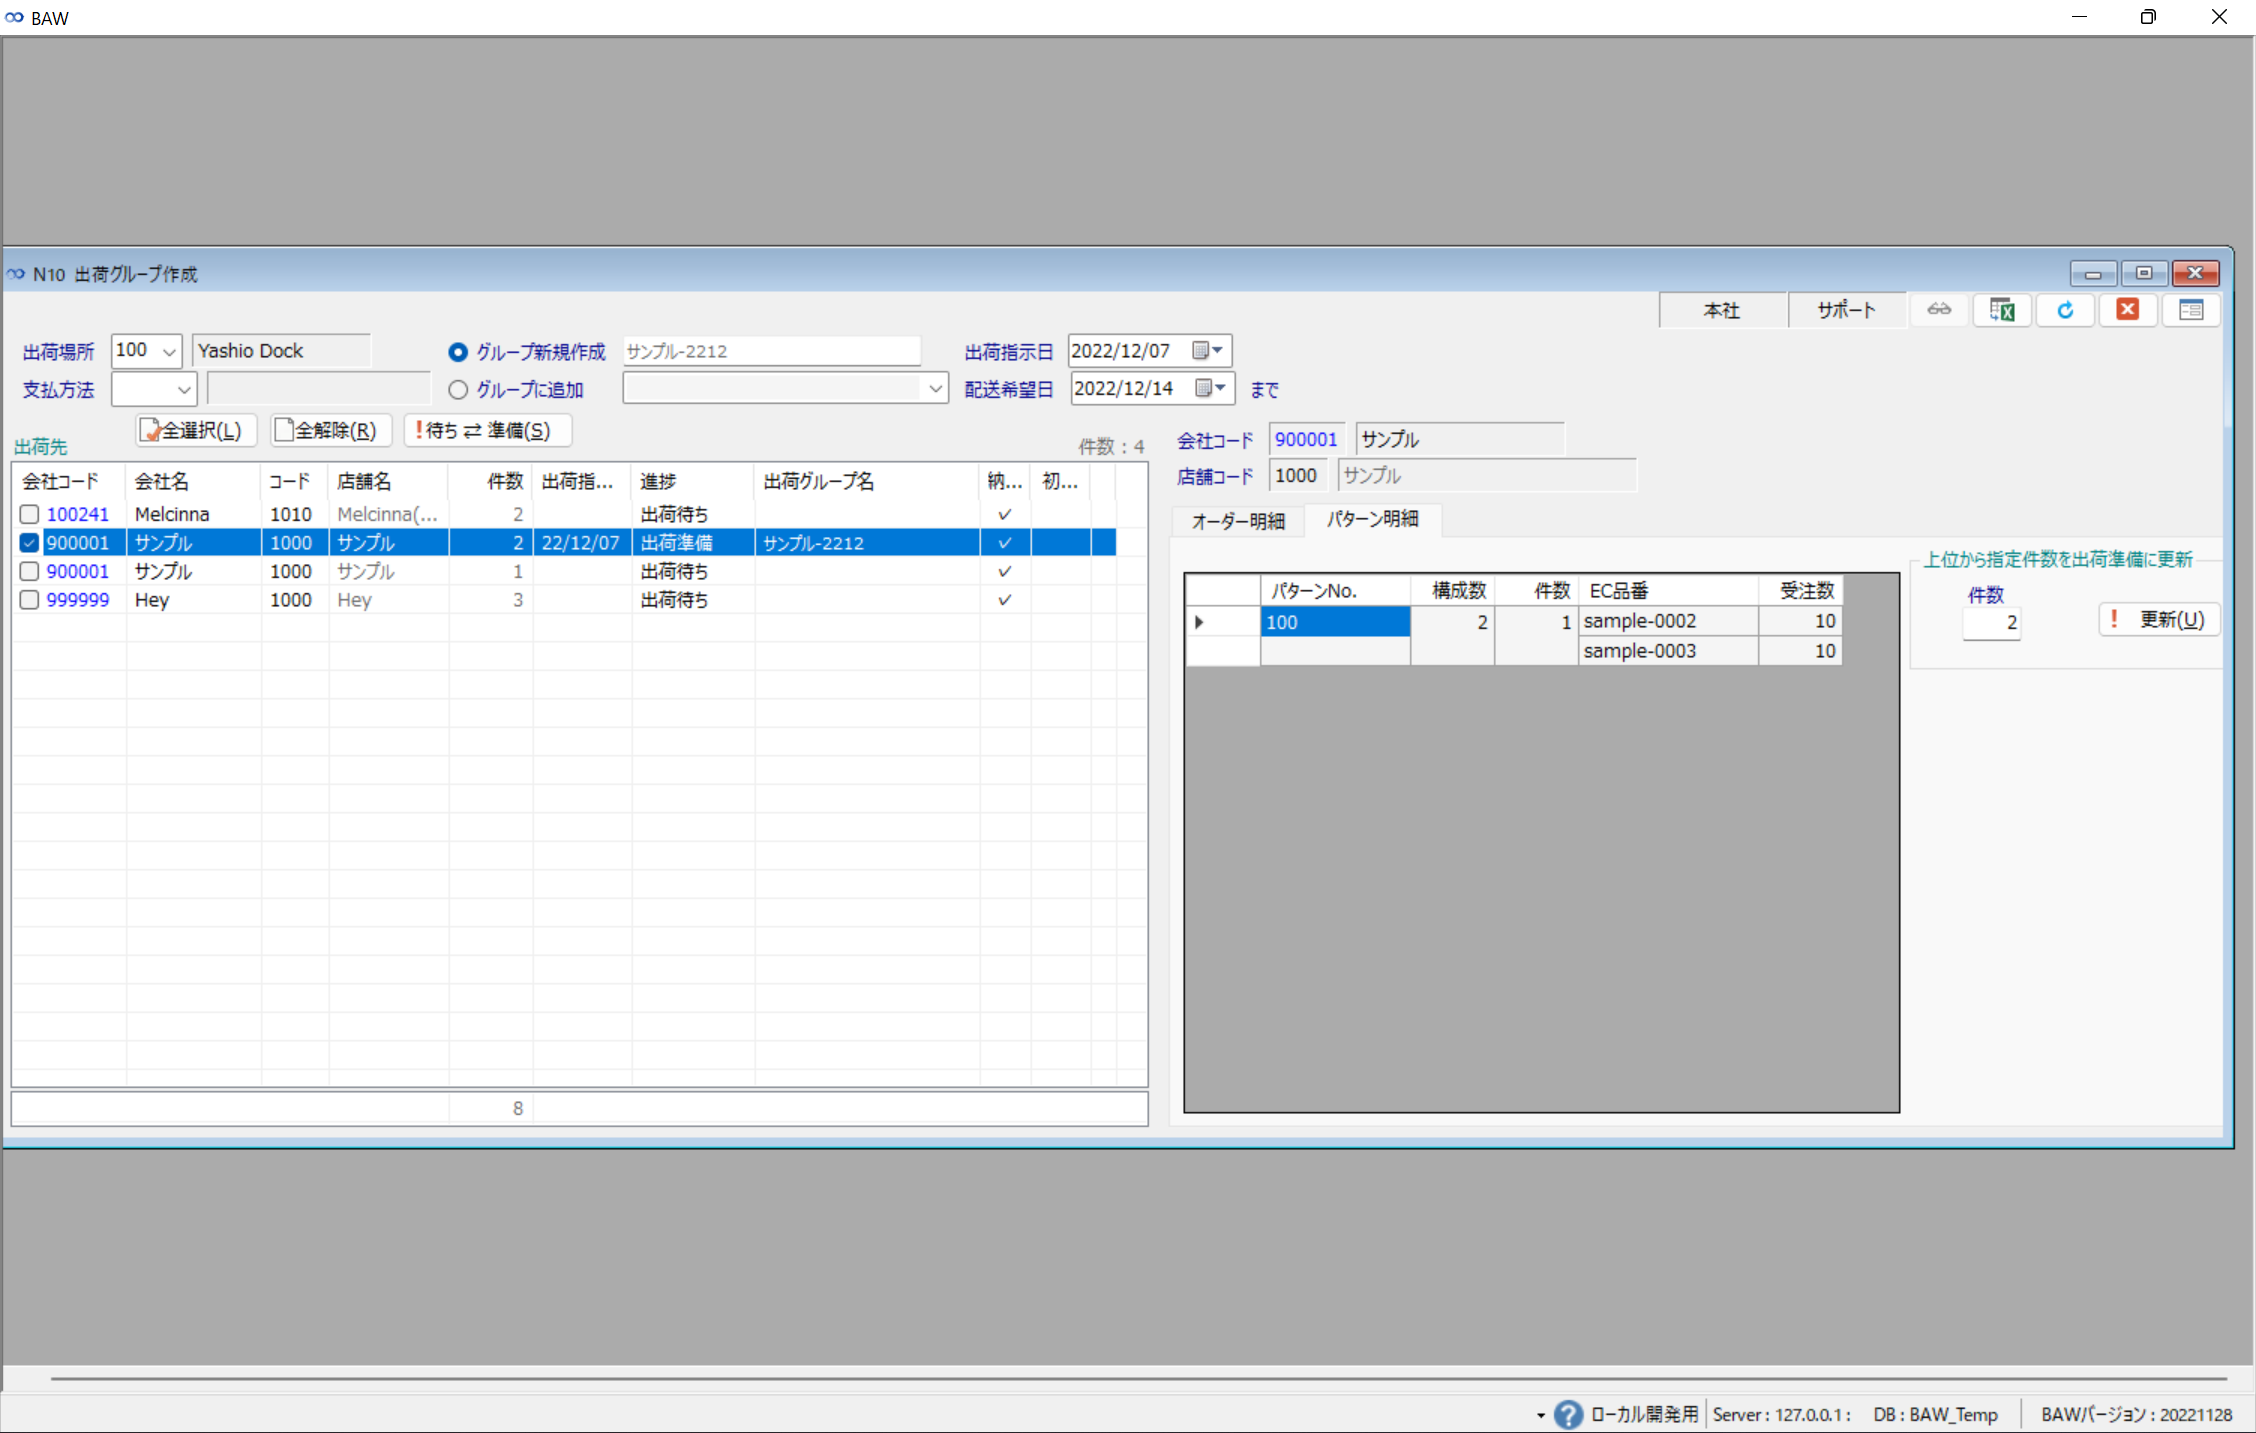 BAW
N10 出荷グループ作成
本社 サポート
出荷場所 100 Yashio Dock グループ新規作成 サンプル-2212 出荷指示日 2022/12/07
支払方法 グループに追加 配送希望日 2022/12/14 まで
全選択(L) 全解除(R) !待ち ⇄ 準備(S)
出荷先 件数 : 4
会社コード 会社名 コード 店舗名 件数 出荷指... 進捗 出荷グループ名 納... 初...
100241 Melcinna 1010 Melcinna(... 2 出荷待ち ✓
900001 サンプル 1000 サンプル 2 22/12/07 出荷準備 サンプル-2212 ✓
900001 サンプル 1000 サンプル 1 出荷待ち ✓
999999 Hey 1000 Hey 3 出荷待ち ✓
8
会社コード 900001 サンプル
店舗コード 1000 サンプル
オーダー明細 パターン明細
パターンNo. 構成数 件数 EC品番 受注数
100 2 1 sample-0002 10
sample-0003 10
上位から指定件数を出荷準備に更新
件数
2 ! 更新(U)
ローカル開発用 Server : 127.0.0.1 : DB : BAW_Temp BAWバージョン : 20221128